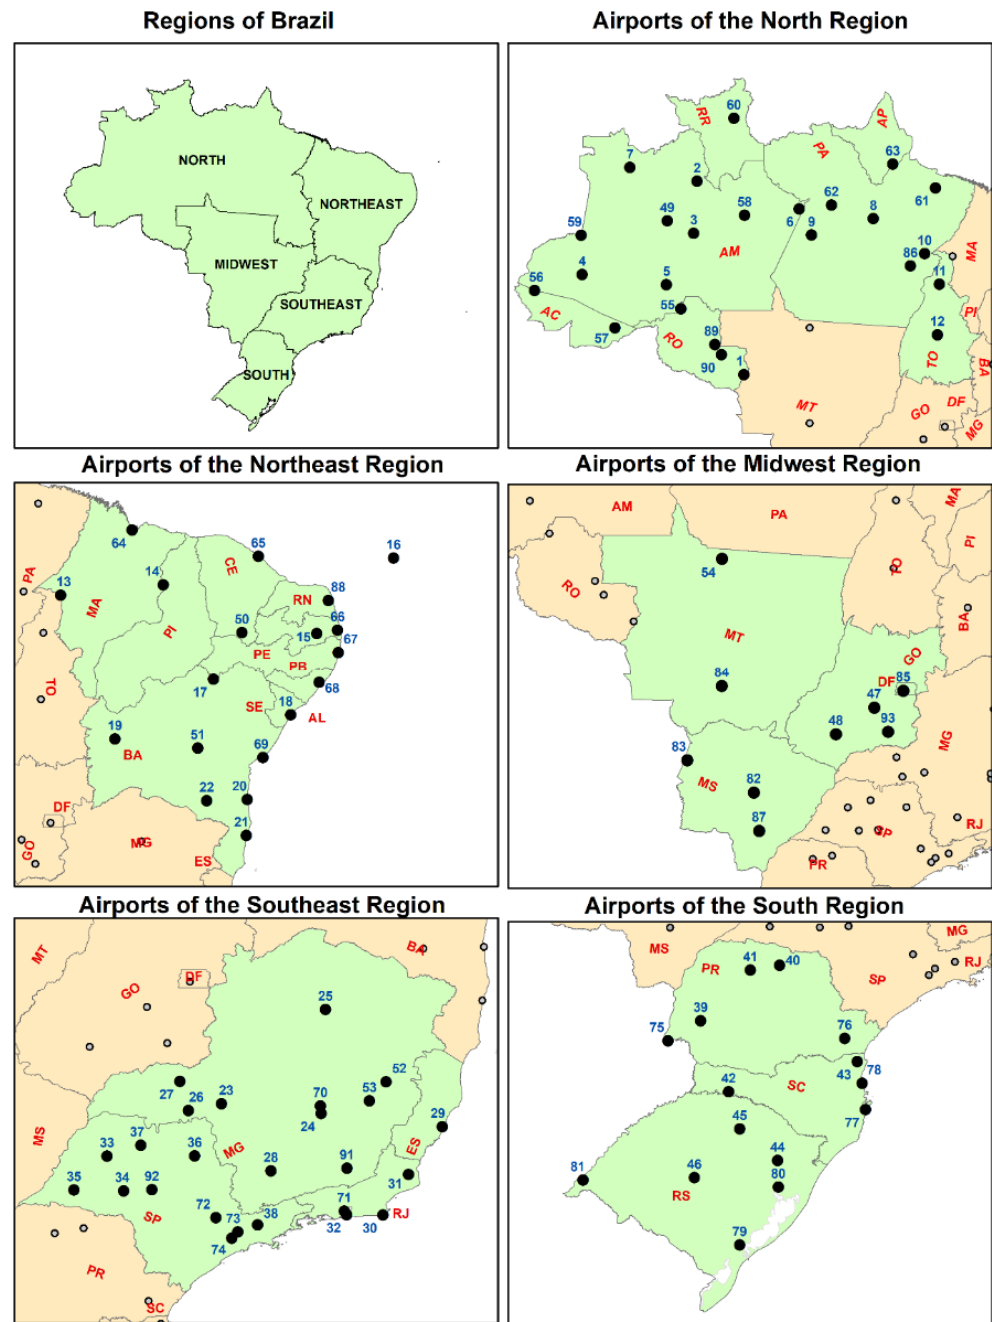 Regions of Brazil
NORTH
NORTHEAST
MIDWEST
SOUTHEAST
SOUTH
Airports of the North Region
60
RR
AP
PA
7
2
63
62
58
49
3
6
9
8
61
59
AM
10
MA
86
4
5
11
56
55
AC
PI
57
RO
89
12
90
1
TO
BA
MT
GO
DF
MG
Airports of the Northeast Region
64
65
16
CE
14
13
PA
88
MA
RN
PI
50
66
15
67
PE
PB
TO
17
68
SE
18
AL
19
51
BA
69
22
20
DF
21
GO
MG
ES
Airports of the Midwest Region
AM
PA
MA
PI
54
TO
RO
BA
MT
GO
84
DF
85
47
48
93
83
MG
MS
82
87
SP
RJ
PR
Airports of the Southeast Region
MT
BA
GO
DF
25
27
26
23
52
53
70
24
29
MS
37
33
36
MG
ES
28
91
35
34
92
31
SP
72
71
73
38
32
30
RJ
74
PR
SC
Airports of the South Region
MG
MS
PR
41
40
SP
RJ
39
75
76
42
43
78
SC
77
45
44
81
46
80
RS
79